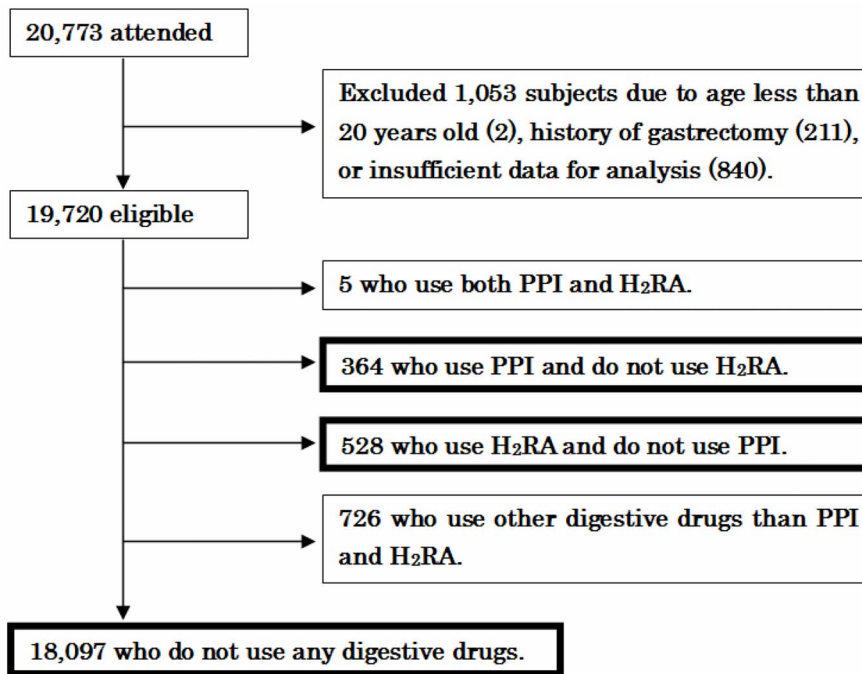 20,773 attended
Excluded 1,053 subjects due to age less than
20 years old (2), history of gastrectomy (211),
or insufficient data for analysis (840).
19,720 eligible
5 who use both PPI and H₂RA.
364 who use PPI and do not use H₂RA.
528 who use H₂RA and do not use PPI.
726 who use other digestive drugs than PPI
and H₂RA.
18,097 who do not use any digestive drugs.